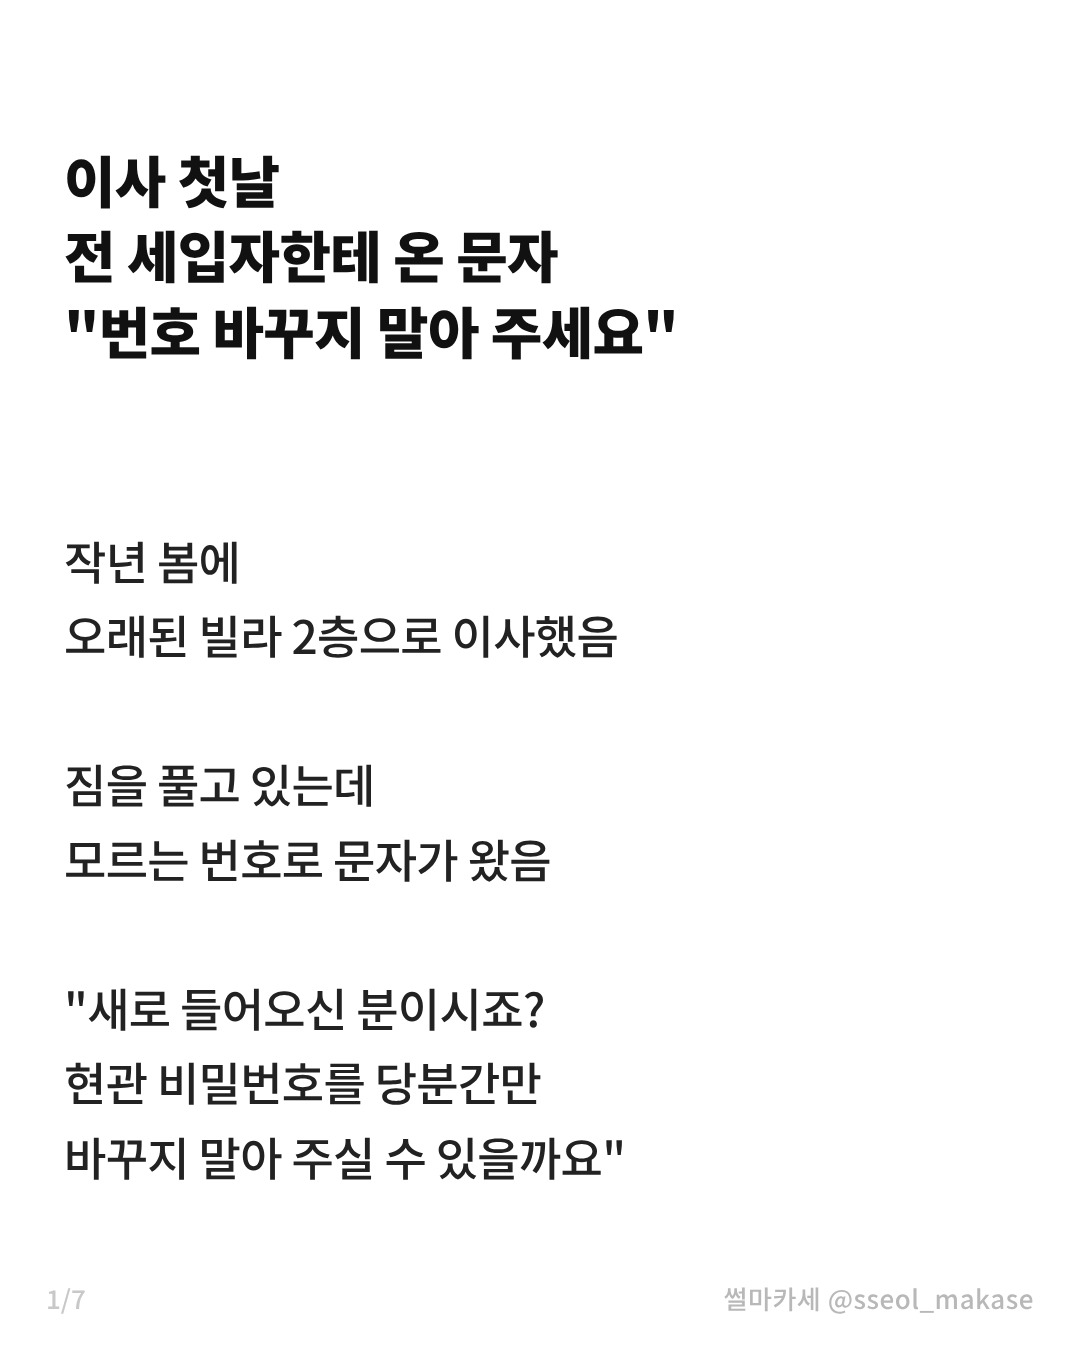 이사 첫날
전 세입자한테 온 문자
"번호 바꾸지 말아 주세요"
작년 봄에
오래된 빌라 2층으로 이사했음
짐을 풀고 있는데
모르는 번호로 문자가 왔음
"새로 들어오신 분이시죠?
현관 비밀번호를 당분간만
바꾸지 말아 주실 수 있을까요"
1/7
썰마카세 @sseol_makase